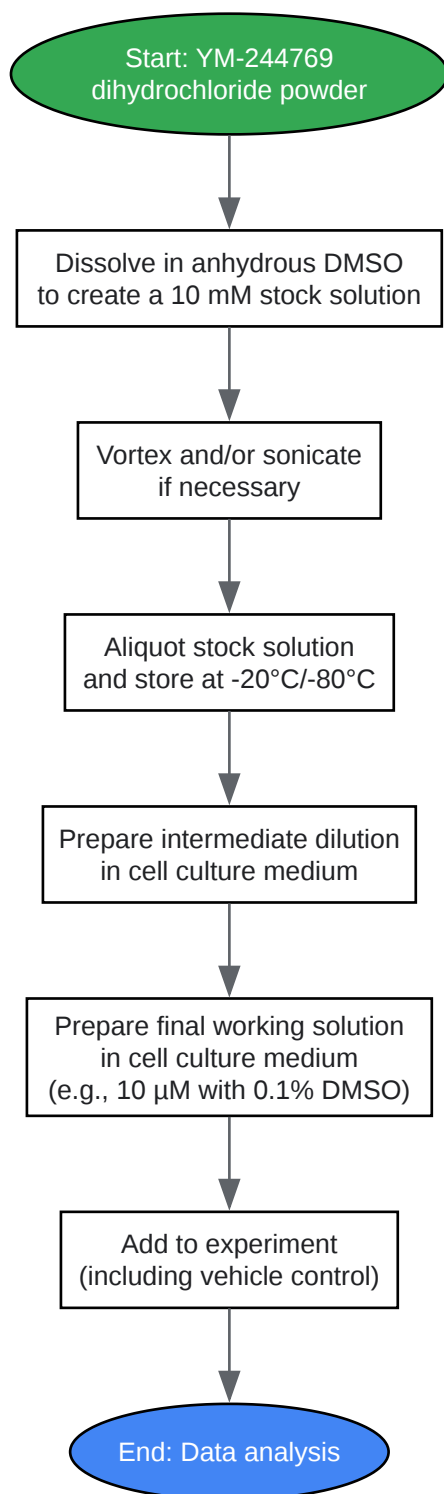 Start: YM-244769
dihydrochloride powder
Dissolve in anhydrous DMSO
to create a 10 mM stock solution
Vortex and/or sonicate
if necessary
Aliquot stock solution
and store at -20°C/-80°C
Prepare intermediate dilution
in cell culture medium
Prepare final working solution
in cell culture medium
(e.g., 10 µM with 0.1% DMSO)
Add to experiment
(including vehicle control)
End: Data analysis